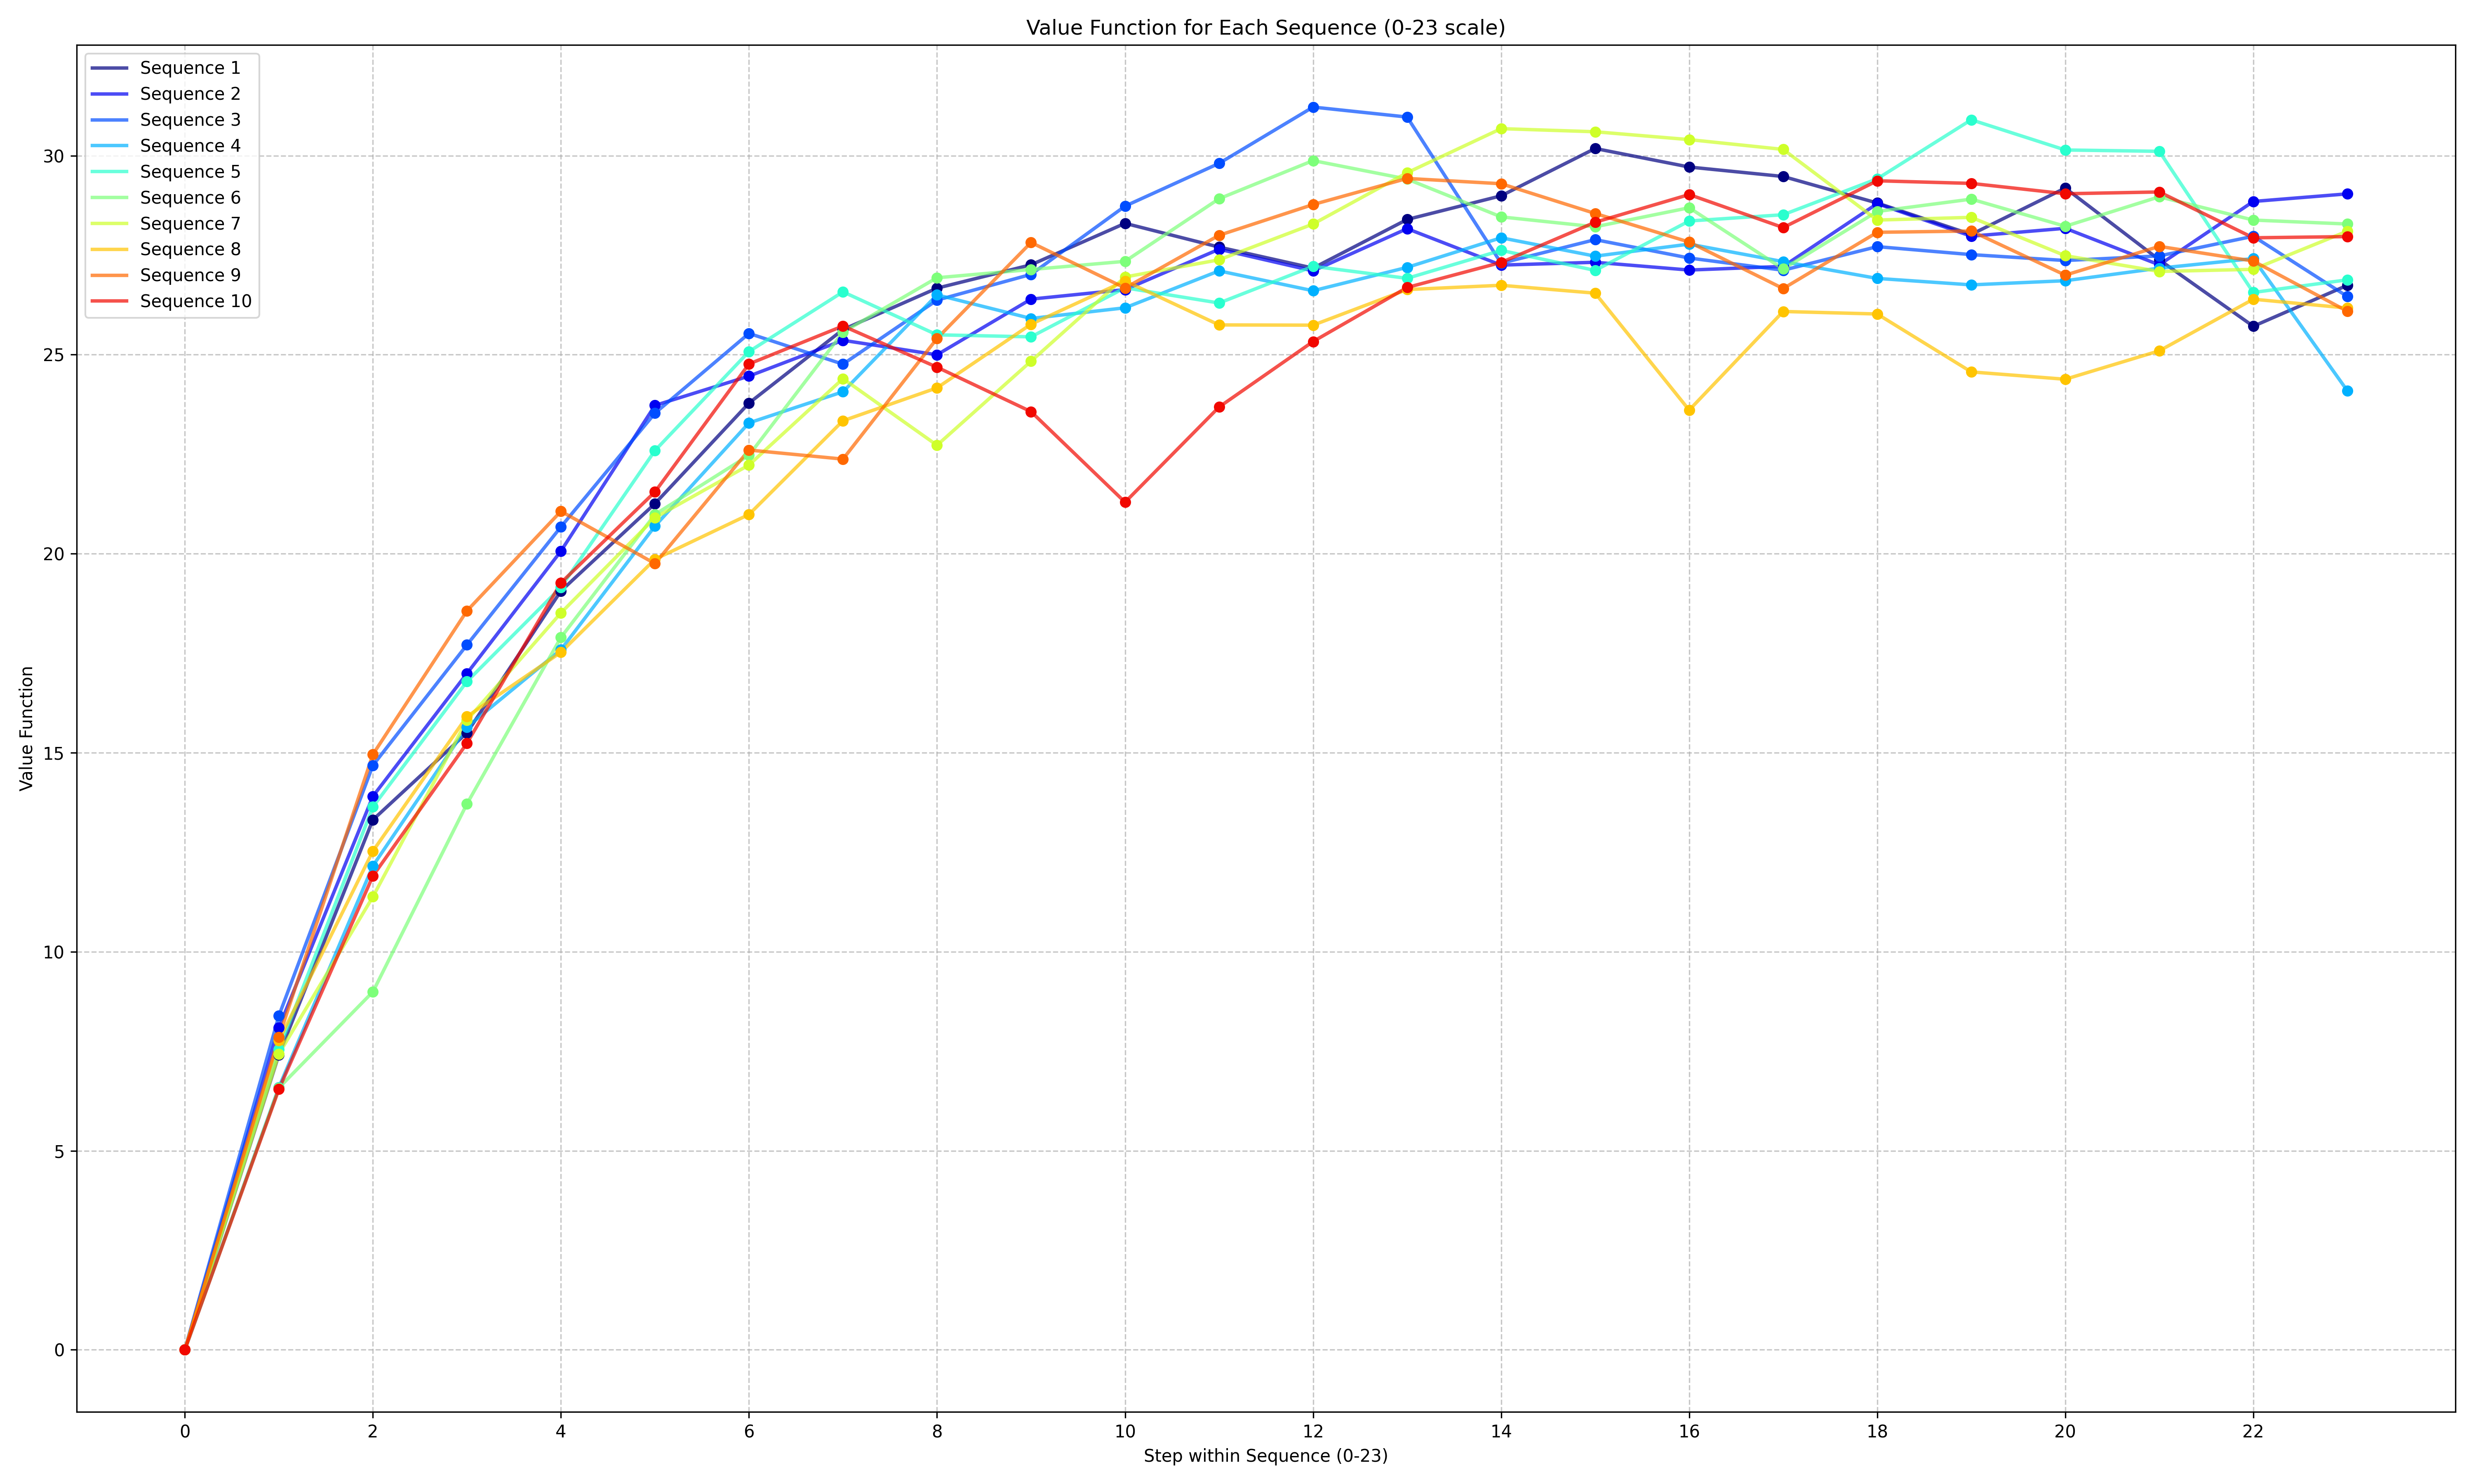 Value Function for Each Sequence (0-23 scale)
Sequence 1
Sequence 2
Sequence 3
Sequence 4
Sequence 5
Sequence 6
Sequence 7
Sequence 8
Sequence 9
Sequence 10
Value Function
30
25
20
15
10
5
0
0 2 4 6 8 10 12 14 16 18 20 22
Step within Sequence (0-23)